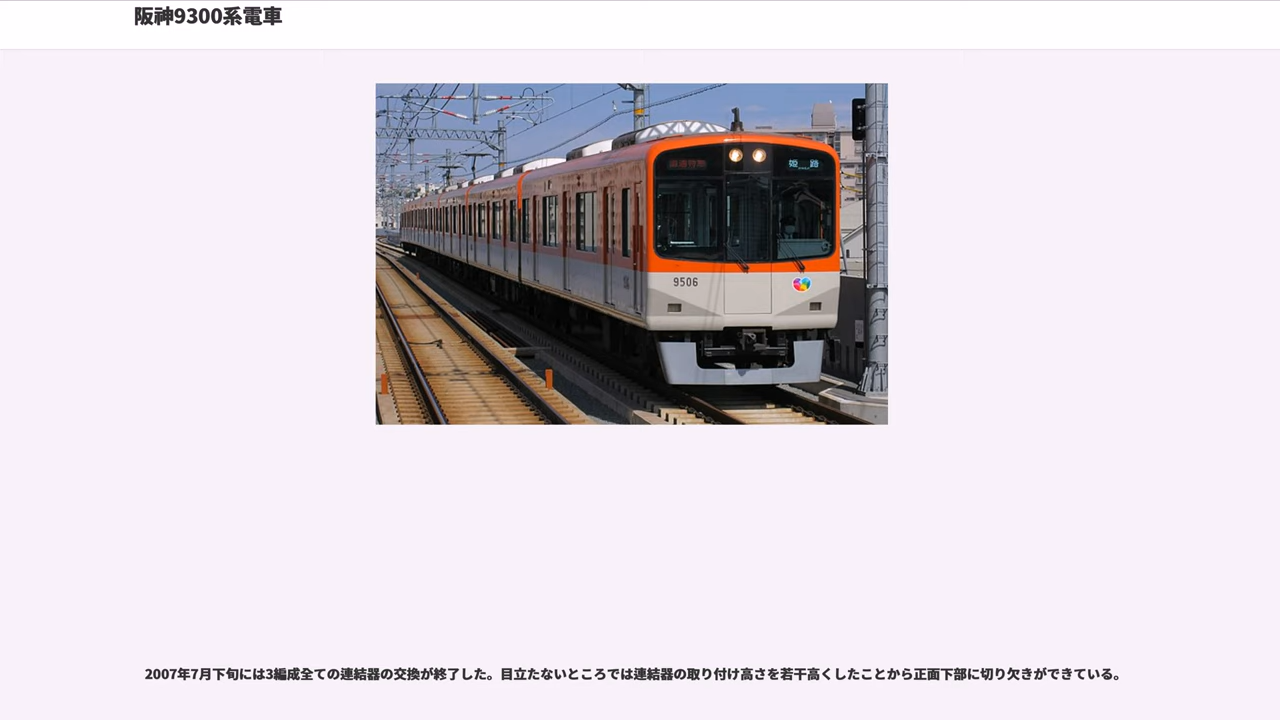 阪神9300系電車
姫路
9506
2007年7月下旬には3編成全ての連結器の交換が終了した。目立たないところでは連結器の取り付け高さを若干高くしたことから正面下部に切り欠きができている。